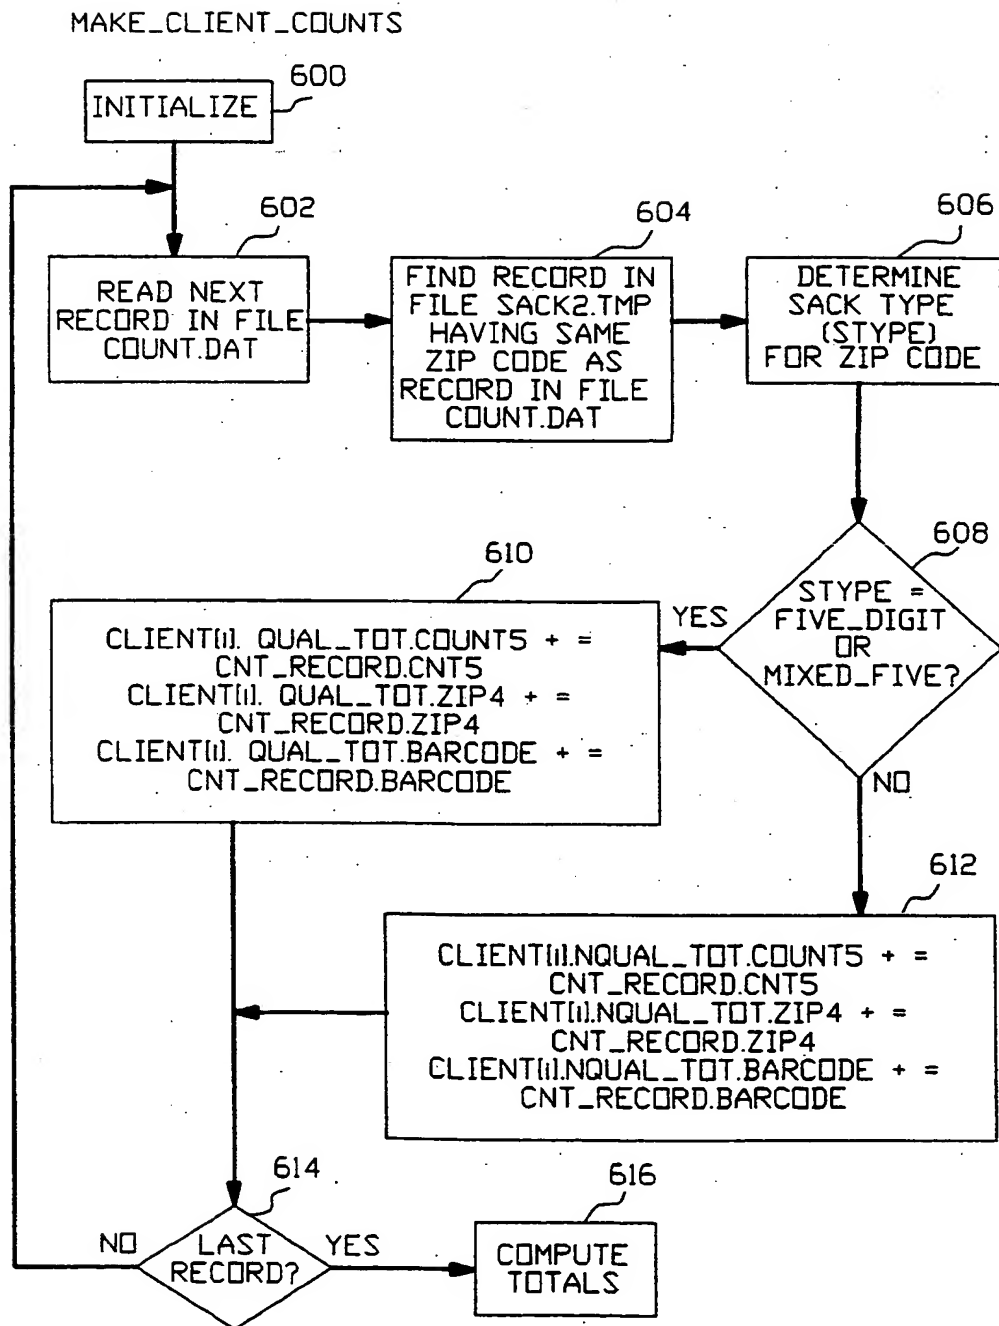 MAKE_CLIENT_COUNTS
600
INITIALIZE
602
READ NEXT
RECORD IN FILE
COUNT.DAT
604
FIND RECORD IN
FILE SACK2.TMP
HAVING SAME
ZIP CODE AS
RECORD IN FILE
COUNT.DAT
606
DETERMINE
SACK TYPE
(STYPE)
FOR ZIP CODE
608
STYPE =
FIVE_DIGIT
OR
MIXED_FIVE?
YES
NO
610
CLIENT[i]. QUAL_TOT.COUNT5 + =
CNT_RECORD.CNT5
CLIENT[i]. QUAL_TOT.ZIP4 + =
CNT_RECORD.ZIP4
CLIENT[i]. QUAL_TOT.BARCODE + =
CNT_RECORD.BARCODE
612
CLIENT[i].NQUAL_TOT.COUNT5 + =
CNT_RECORD.CNT5
CLIENT[i].NQUAL_TOT.ZIP4 + =
CNT_RECORD.ZIP4
CLIENT[i].NQUAL_TOT.BARCODE + =
CNT_RECORD.BARCODE
614
LAST
RECORD?
NO
YES
616
COMPUTE
TOTALS